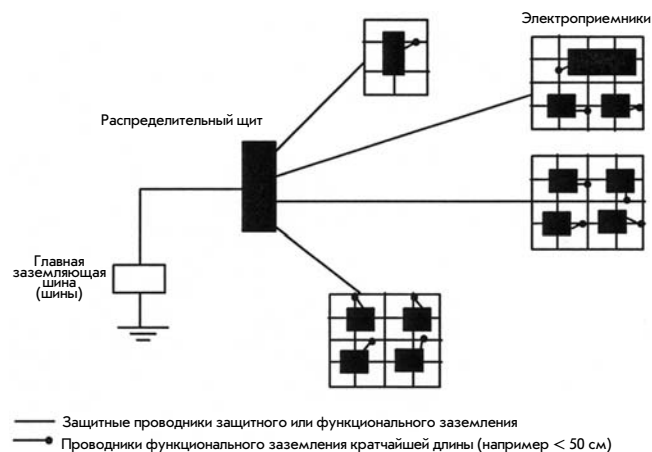 Электроприемники
Распределительный щит
Главная
заземляющая
шина
(шины)
Защитные проводники защитного или функционального заземления
Проводники функционального заземления кратчайшей длины (например < 50 см)